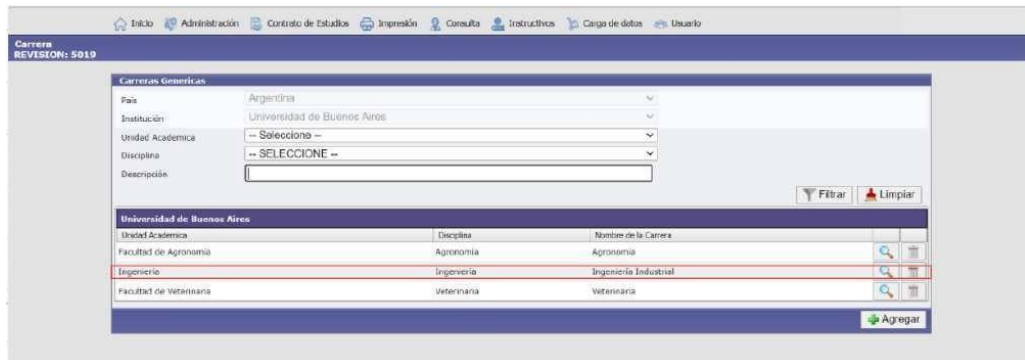 Inicio Administración Contrato de Estudios Impresión Consulta Instructivos Carga de datos Usuario
Carrera
REVISION: 5019
Carreras Genericas
País Argentina
Institución Universidad de Buenos Aires
Unidad Academica -- Seleccione --
Disciplina -- SELECCIONE --
Descripción
Filtrar Limpiar
Universidad de Buenos Aires
Unidad Academica Disciplina Nombre de la Carrera
Facultad de Agronomia Agronomia Agronomia
Ingeniería Ingeniería Ingeniería Industrial
Facultad de Veterinaria Veterinaria Veterinaria
Agregar